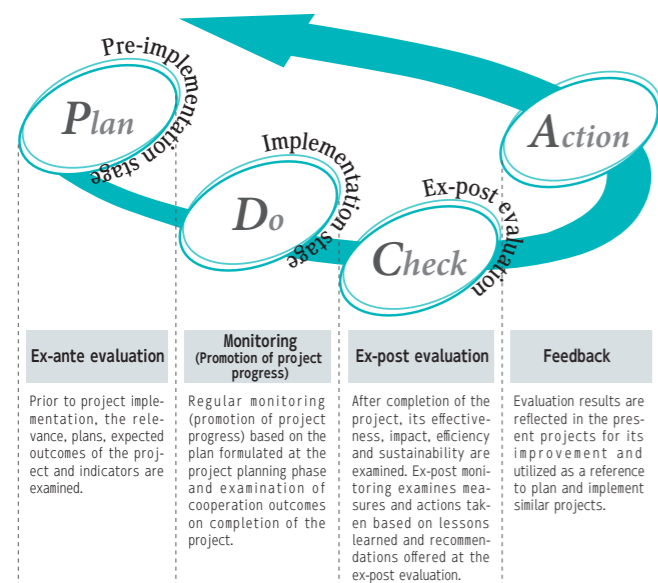 Plan
Pre-implementation stage
Do
Implementation stage
Check
Ex-post evaluation
Action
Ex-ante evaluation
Prior to project imple-
mentation, the rele-
vance, plans, expected
outcomes of the proj-
ect and indicators are
examined.
Monitoring
(Promotion of project
progress)
Regular monitoring
(promotion of project
progress) based on the
plan formulated at the
project planning phase
and examination of
cooperation outcomes
on completion of the
project.
Ex-post evaluation
After completion of the
project, its effective-
ness, impact, efficiency
and sustainability are
examined. Ex-post moni-
toring examines mea-
sures and actions tak-
en based on lessons
learned and recommen-
dations offered at the
ex-post evaluation.
Feedback
Evaluation results are
reflected in the pres-
ent projects for its
improvement and
utilized as a reference
to plan and implement
similar projects.